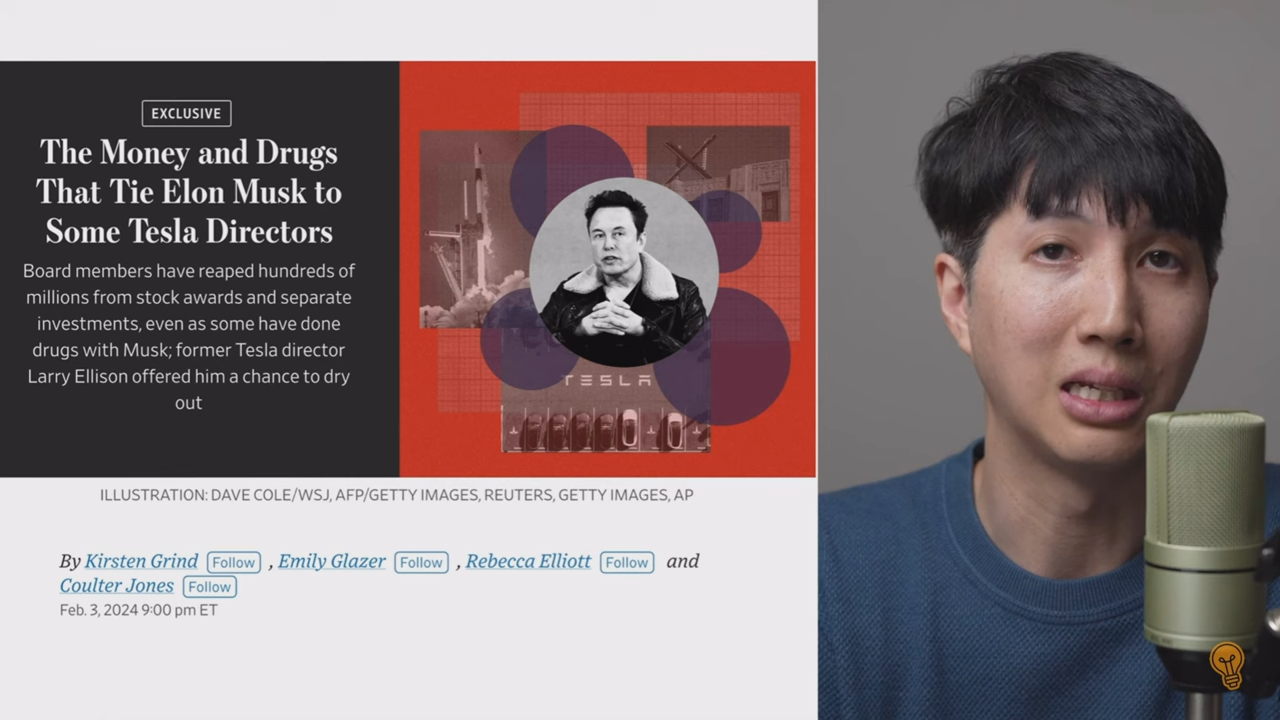 EXCLUSIVE
The Money and Drugs
That Tie Elon Musk to
Some Tesla Directors
Board members have reaped hundreds of
millions from stock awards and separate
investments, even as some have done
drugs with Musk; former Tesla director
Larry Ellison offered him a chance to dry
out
TESLA
ILLUSTRATION: DAVE COLE/WSJ, AFP/GETTY IMAGES, REUTERS, GETTY IMAGES, AP
By Kirsten Grind Follow , Emily Glazer Follow , Rebecca Elliott Follow and
Coulter Jones Follow
Feb. 3, 2024 9:00 pm ET